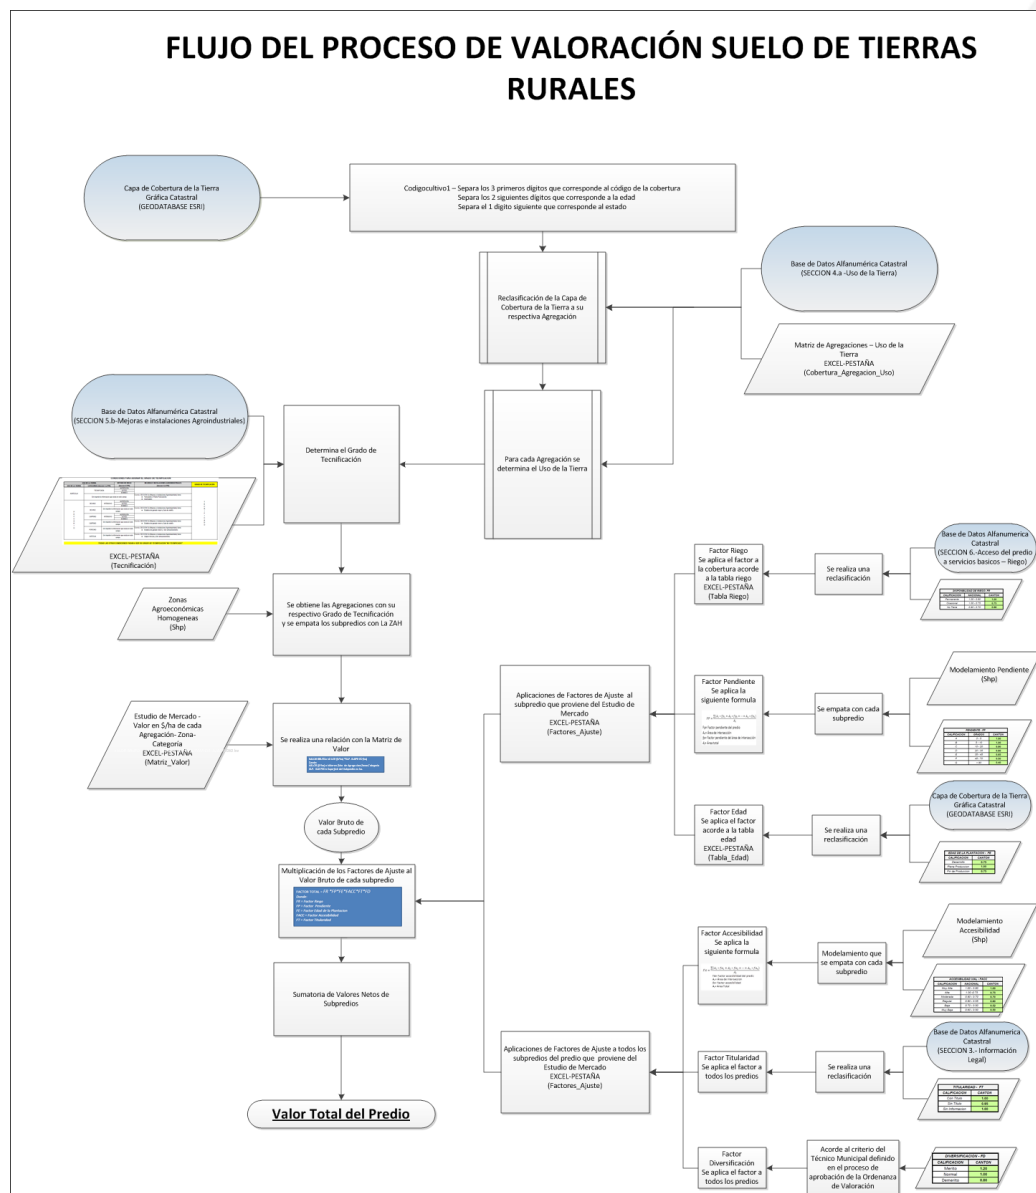 FLUJO DEL PROCESO DE VALORACIÓN SUELO DE TIERRAS
RURALES
Capa de Cobertura de la Tierra
Gráfica Catastral
(GEODATABASE ESRI)
Codigocultivo1 – Separa los 3 primeros dígitos que corresponde al código de la cobertura
Separa los 2 siguientes dígitos que corresponde a la edad
Separa el 1 digito siguiente que corresponde al estado
Base de Datos Alfanumérica Catastral
(SECCION 4.a -Uso de la Tierra)
Reclasificación de la Capa de
Cobertura de la Tierra a su
respectiva Agregación
Matriz de Agregaciones – Uso de la
Tierra
EXCEL-PESTAÑA
(Cobertura_Agregacion_Uso)
Base de Datos Alfanumérica Catastral
(SECCION 5.b-Mejoras e instalaciones Agroindustriales)
Determina el Grado de
Tecnificación
Para cada Agregación se
determina el Uso de la Tierra
EXCEL-PESTAÑA
(Tecnificación)
Zonas
Agroeconómicas
Homogeneas
(Shp)
Se obtiene las Agregaciones con su
respectivo Grado de Tecnificación
y se empata los subpredios con La ZAH
Estudio de Mercado -
Valor en $/ha de cada
Agregación- Zona-
Categoría
EXCEL-PESTAÑA
(Matriz_Valor)
Se realiza una relación con la Matriz de
Valor
Valor Bruto de
cada Subpredio
Multiplicación de los Factores de Ajuste al
Valor Bruto de cada subpredio
Sumatoria de Valores Netos de
Subpredios
Valor Total del Predio
Aplicaciones de Factores de Ajuste al
subpredio que proviene del Estudio de
Mercado
EXCEL-PESTAÑA
(Factores_Ajuste)
Factor Riego
Se aplica el factor a
la cobertura acorde
a la tabla riego
EXCEL-PESTAÑA
(Tabla Riego)
Se realiza una
reclasificación
Base de Datos Alfanumerica
Catastral
(SECCION 6.-Acceso del predio
a servicios basicos – Riego)
Factor Pendiente
Se aplica la
siguiente formula
Se empata con cada
subpredio
Modelamiento Pendiente
(Shp)
Factor Edad
Se aplica el factor
acorde a la tabla
edad
EXCEL-PESTAÑA
(Tabla_Edad)
Se realiza una
reclasificación
Capa de Cobertura de la Tierra
Gráfica Catastral
(GEODATABASE ESRI)
Aplicaciones de Factores de Ajuste a todos los
subpredios del predio que proviene del
Estudio de Mercado
EXCEL-PESTAÑA
(Factores_Ajuste)
Factor Accesibilidad
Se aplica la
siguiente formula
Modelamiento que
se empata con cada
subpredio
Modelamiento
Accesibilidad
(Shp)
Factor Titularidad
Se aplica el factor a
todos los predios
Se realiza una
reclasificación
Base de Datos Alfanumerica
Catastral
(SECCION 3.- Información
Legal)
TITULARIDAD - FT
CALIFICACION CANTON
Factor
Diversificación
Se aplica el factor a
todos los predios
Acorde al criterio del
Técnico Municipal definido
en el proceso de
aprobación de la Ordenanza
de Valoración
DIVERSIFICACION - FD
CALIFICACION CANTON
Merito 1.20
Normal 1.00